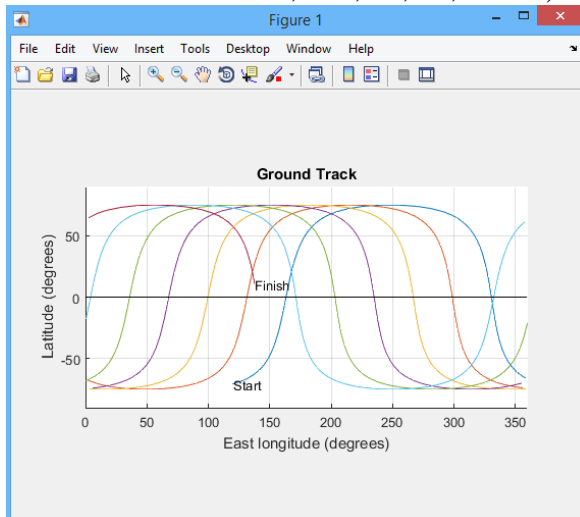 Figure 1
File Edit View Insert Tools Desktop Window Help
Ground Track
Latitude (degrees)
50
0
-50
Finish
Start
0 50 100 150 200 250 300 350
East longitude (degrees)